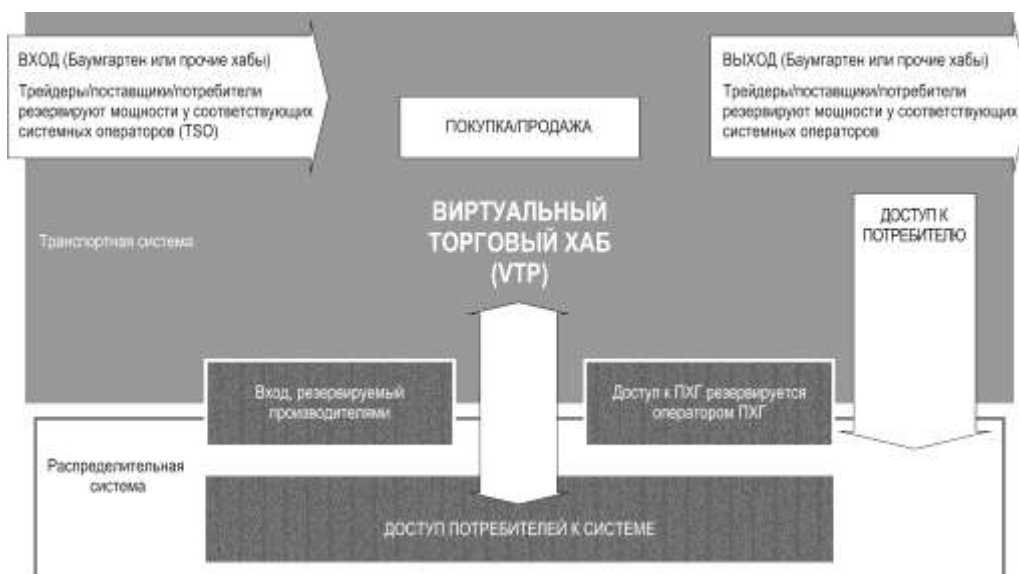 ВХОД (Баумгартен или прочие хабы)
Трейдеры/поставщики/потребители
резервируют мощности у соответствующих
системных операторов (TSO)
ПОКУПКА/ПРОДАЖА
ВЫХОД (Баумгартен или прочие хабы)
Трейдеры/поставщики/потребители
резервируют мощности у соответствующих
системных операторов
ВИРТУАЛЬНЫЙ
ТОРГОВЫЙ ХАБ
(VTP)
Транспортная система
ДОСТУП К
ПОТРЕБИТЕЛЮ
Вход, резервируемый
производителями
Доступ к ПХГ резервируется
оператором ПХГ
Распределительная
система
ДОСТУП ПОТРЕБИТЕЛЕЙ К СИСТЕМЕ